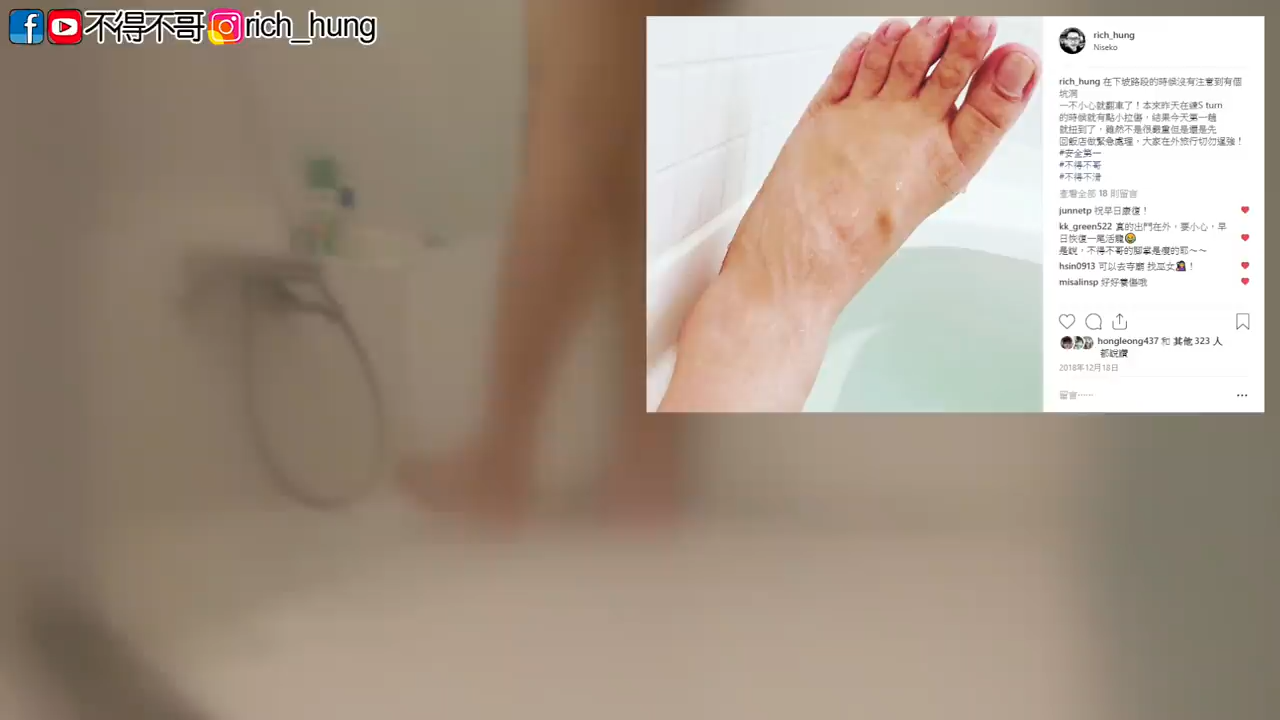 不得不哥 rich_hung
rich_hung
Niseko
rich_hung 在下坡路段的時候沒有注意到有個
坑洞
一不小心就翻車了！本來昨天在練S turn
的時候就有點小拉傷，結果今天第一趟
就扭到了，雖然不是很嚴重但是還是先
回飯店做緊急處理，大家在外旅行切勿逞強！
#安全第一
#不得不哥
#不得不滑
查看全部 18 則留言
junnetp 祝早日康復！
kk_green522 真的出門在外，要小心，早
日恢復一尾活龍😄
是說，不得不哥的腳掌是瘦的耶～～
hsin0913 可以去寺廟 找巫女🙇‍♀️！
misalinsp 好好養傷哦
hongleong437 和 其他 323 人
都說讚
2018年12月18日
留言⋯⋯